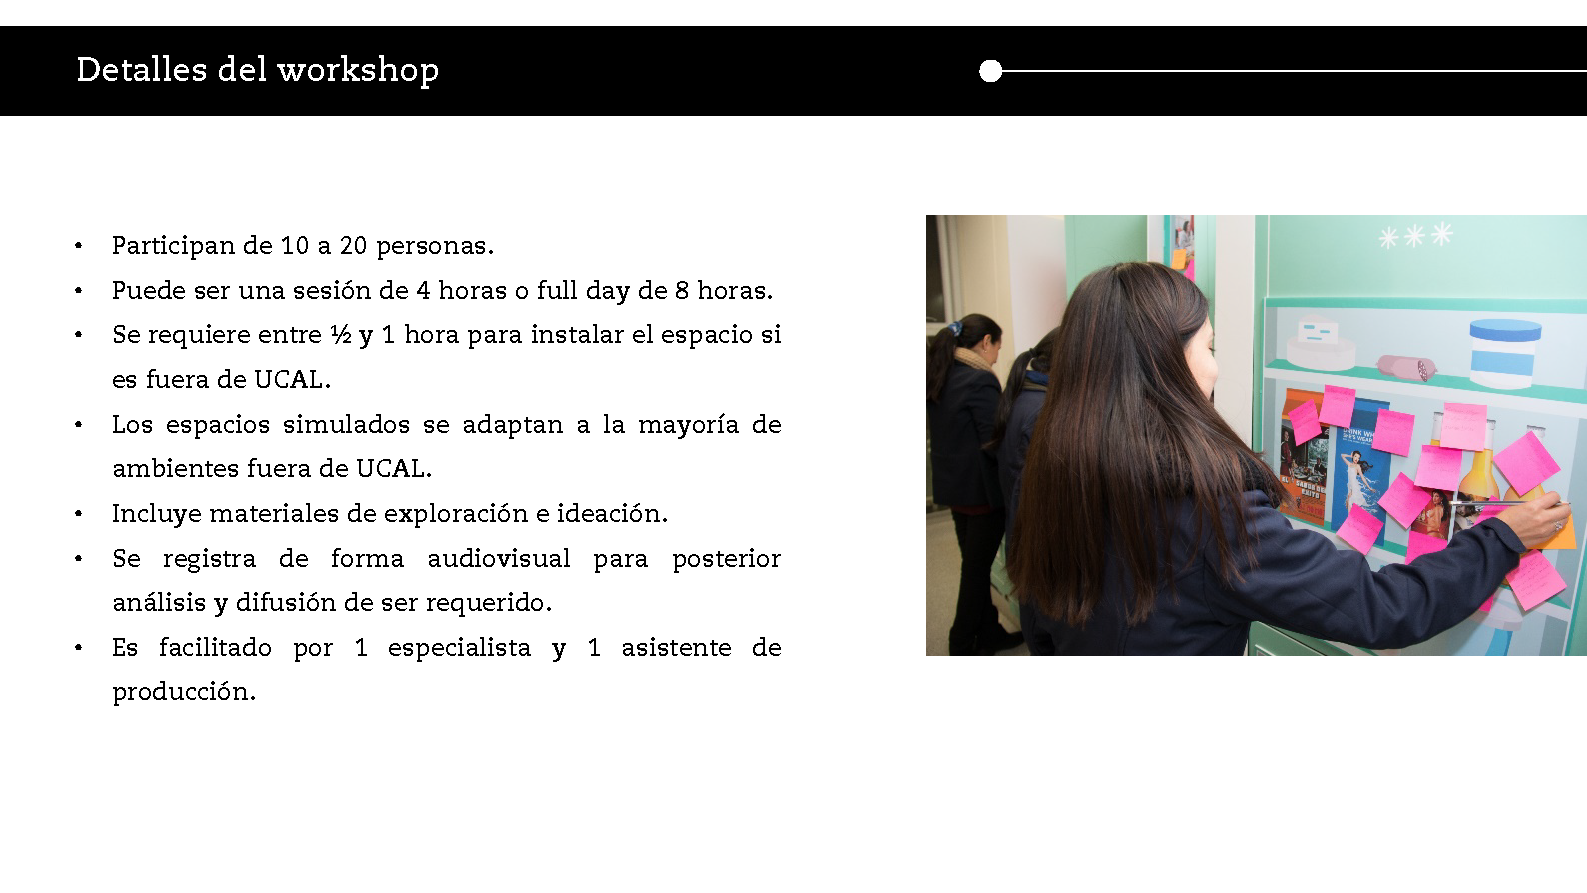 Detalles del workshop
• Participan de 10 a 20 personas.
• Puede ser una sesión de 4 horas o full day de 8 horas.
• Se requiere entre ½ y 1 hora para instalar el espacio si
es fuera de UCAL.
• Los espacios simulados se adaptan a la mayoría de
ambientes fuera de UCAL.
• Incluye materiales de exploración e ideación.
• Se registra de forma audiovisual para posterior
análisis y difusión de ser requerido.
• Es facilitado por 1 especialista y 1 asistente de
producción.